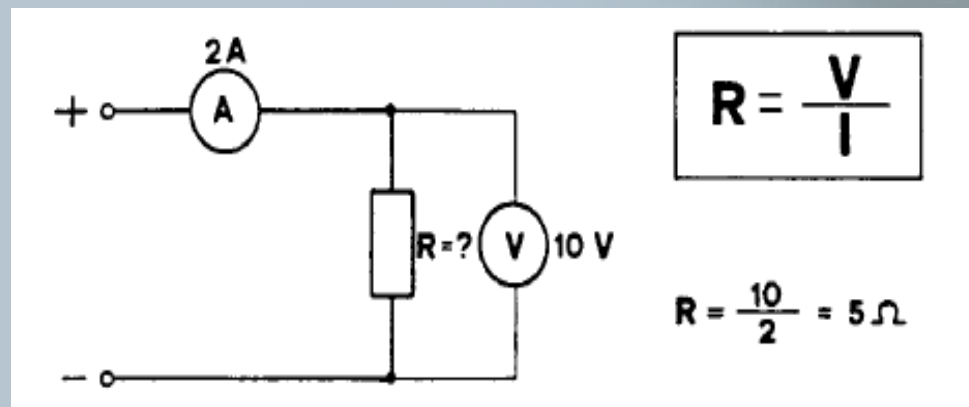 2A
A
+
R=?
V
10 V
-
R = V / I
R = 10 / 2 = 5 Ω